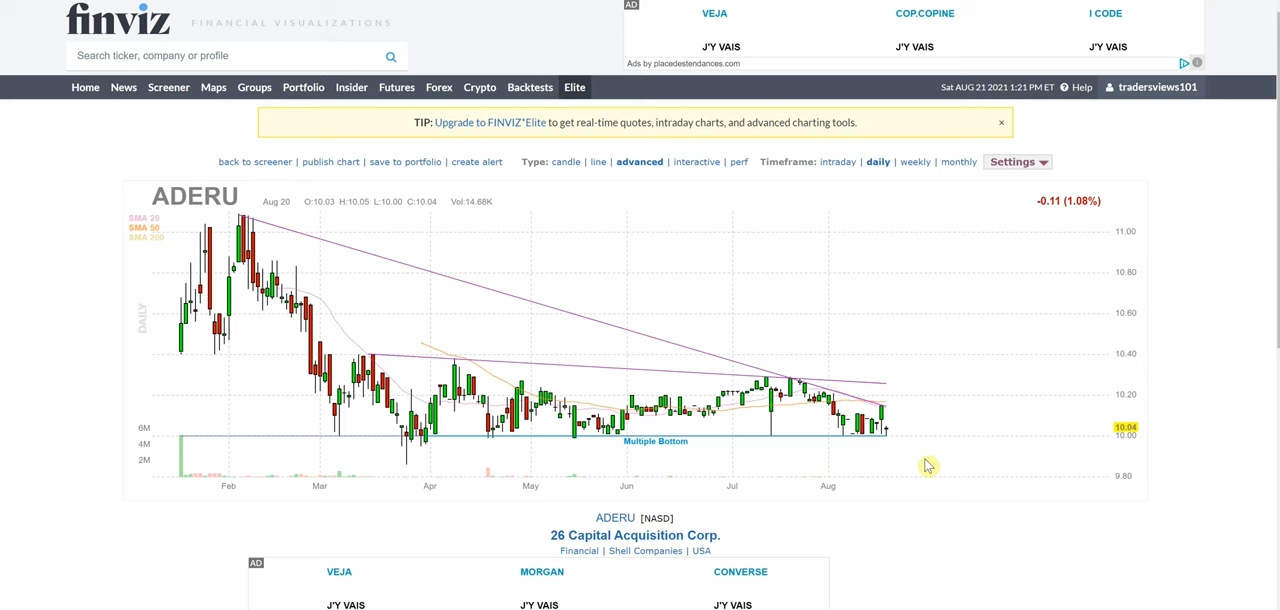 finviz FINANCIAL VISUALIZATIONS
Search ticker, company or profile
AD
VEJA COP.COPINE I CODE
J'Y VAIS J'Y VAIS J'Y VAIS
Ads by placedestendances.com
Home News Screener Maps Groups Portfolio Insider Futures Forex Crypto Backtests Elite Sat AUG 21 2021 1:21 PM ET Help tradersviews101
TIP: Upgrade to FINVIZ*Elite to get real-time quotes, intraday charts, and advanced charting tools. ×
back to screener | publish chart | save to portfolio | create alert Type: candle | line | advanced | interactive | perf Timeframe: intraday | daily | weekly | monthly Settings
ADERU Aug 20 O:10.03 H:10.05 L:10.00 C:10.04 Vol:14.68K -0.11 (1.08%)
SMA 20
SMA 50
SMA 200
DAILY
11.00
10.80
10.60
10.40
10.20
10.04
10.00
9.80
6M
4M
2M
Multiple Bottom
Feb Mar Apr May Jun Jul Aug
ADERU [NASD]
26 Capital Acquisition Corp.
Financial | Shell Companies | USA
AD
VEJA MORGAN CONVERSE
J'Y VAIS J'Y VAIS J'Y VAIS